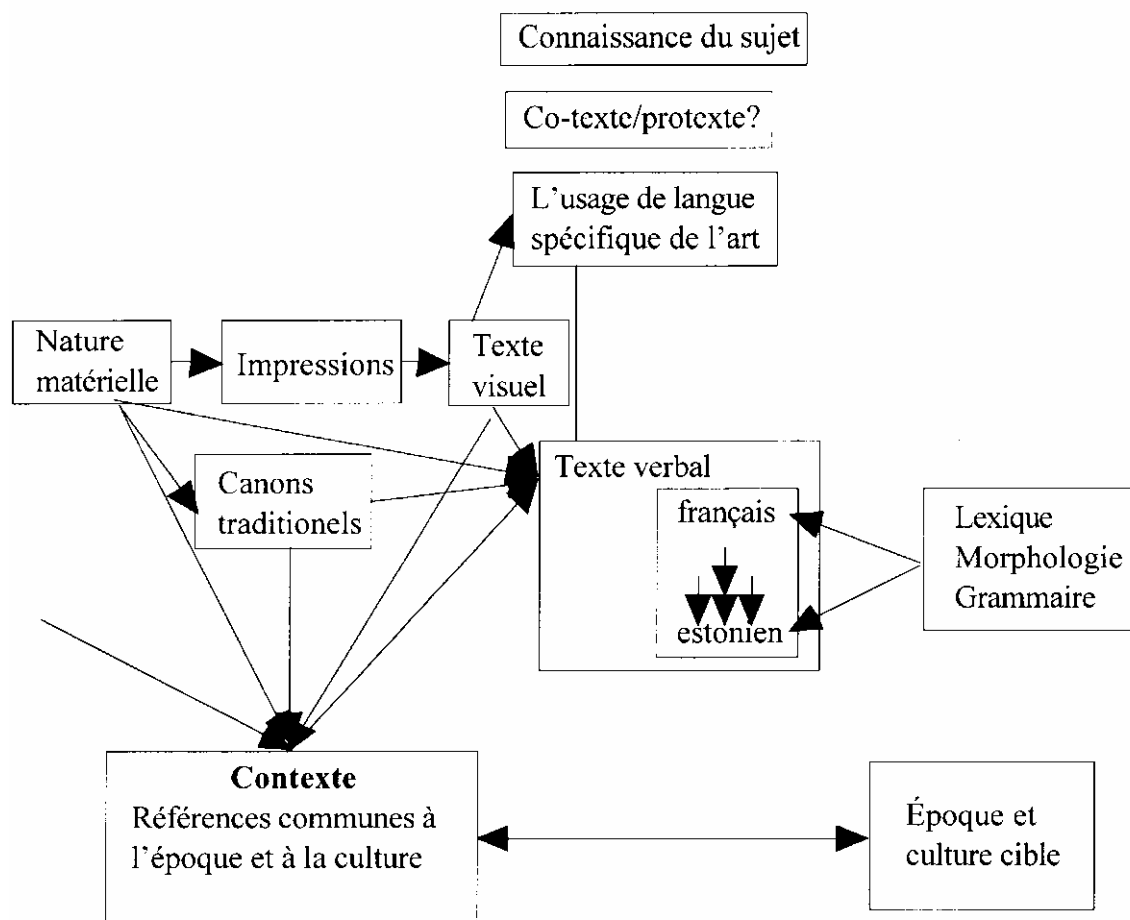 Connaissance du sujet
Co-texte/protexte?
L'usage de langue
spécifique de l'art
Nature
matérielle
Impressions
Texte
visuel
Canons
traditionels
Texte verbal
français
estonien
Lexique
Morphologie
Grammaire
Contexte
Références communes à
l'époque et à la culture
Époque et
culture cible